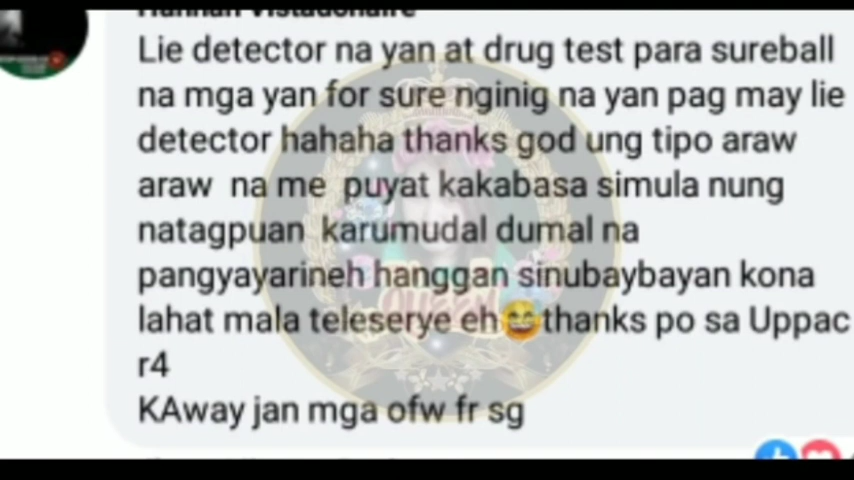 Hannah Vistadonaire
Lie detector na yan at drug test para sureball
na mga yan for sure nginig na yan pag may lie
detector hahaha thanks god ung tipo araw
araw na me puyat kakabasa simula nung
natagpuan karumudal dumal na
pangyayarineh hanggan sinubaybayan kona
lahat mala teleserye eh😆thanks po sa Uppac
r4
KAway jan mga ofw fr sg
QUEEN